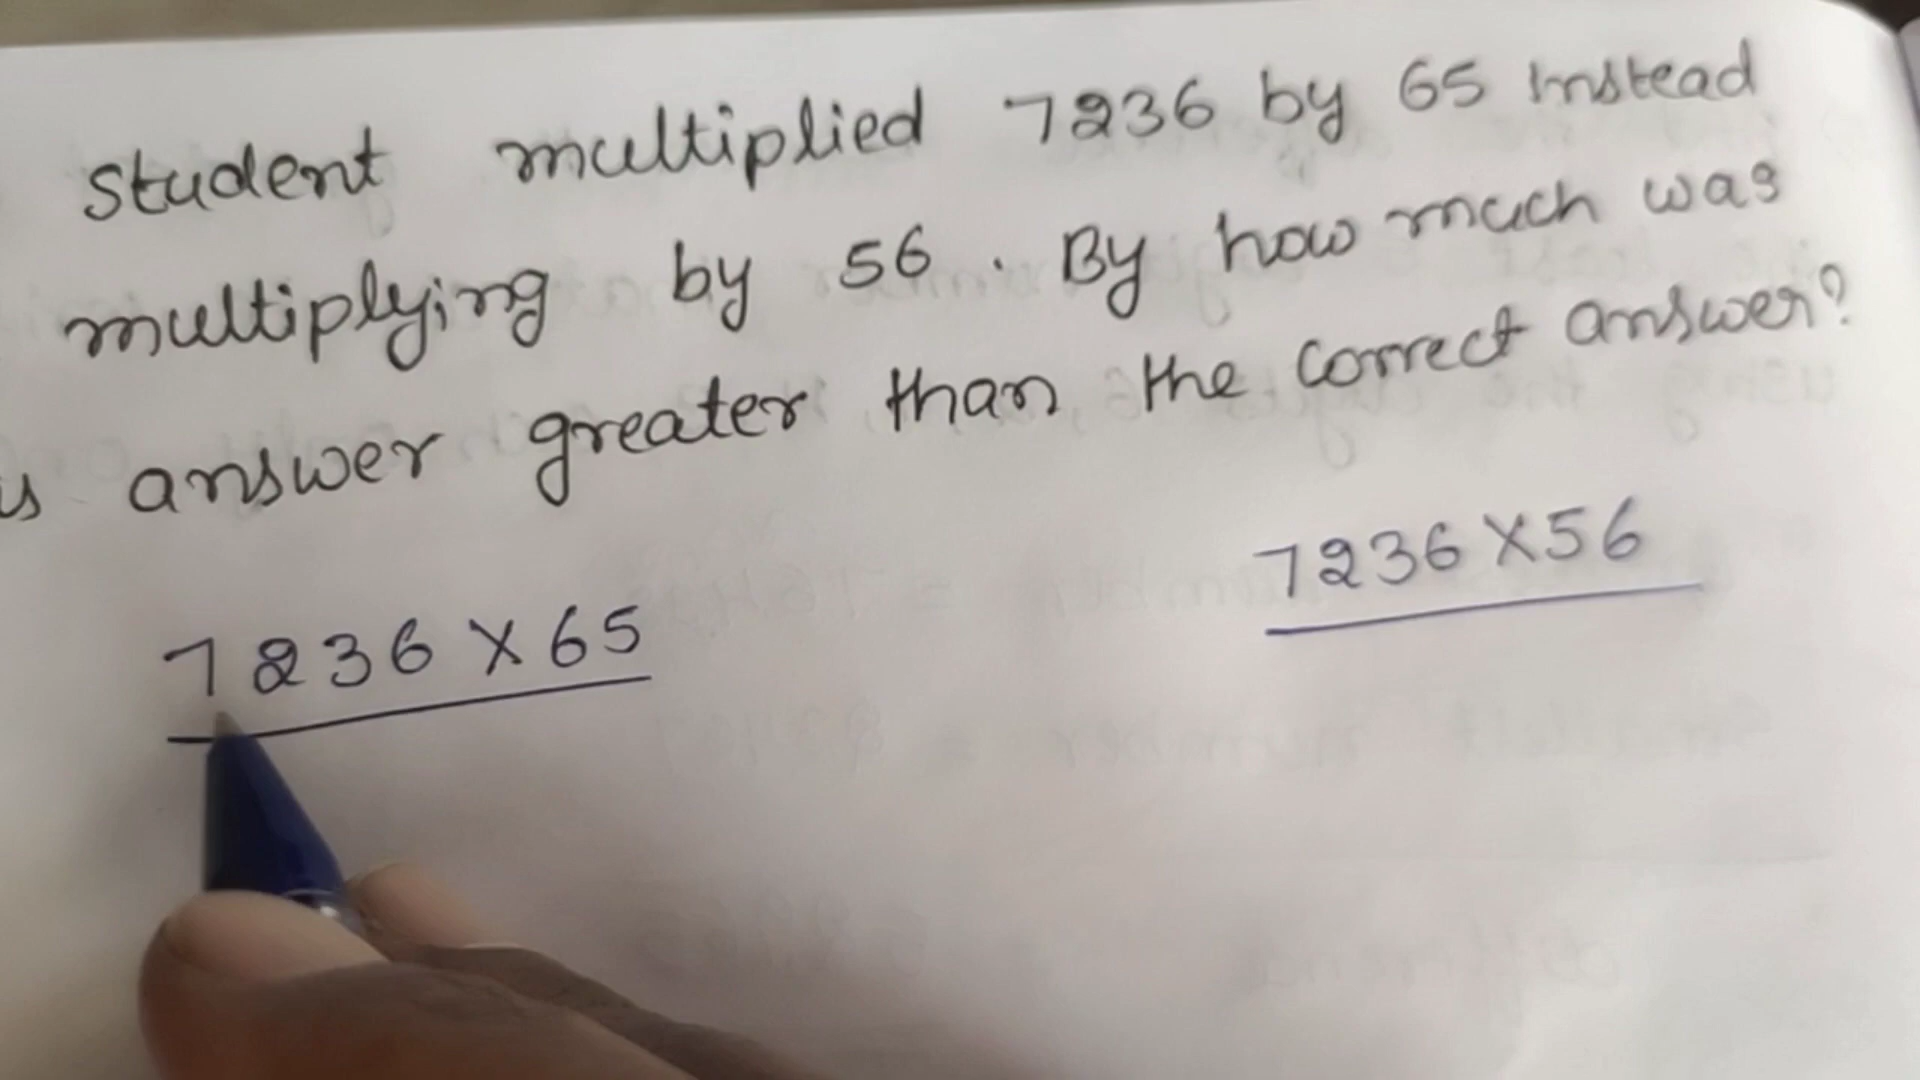 Student multiplied 7236 by 65 instead
multiplying by 56. By how much was
answer greater than the correct answer?
7236 X 56
7236 X 65